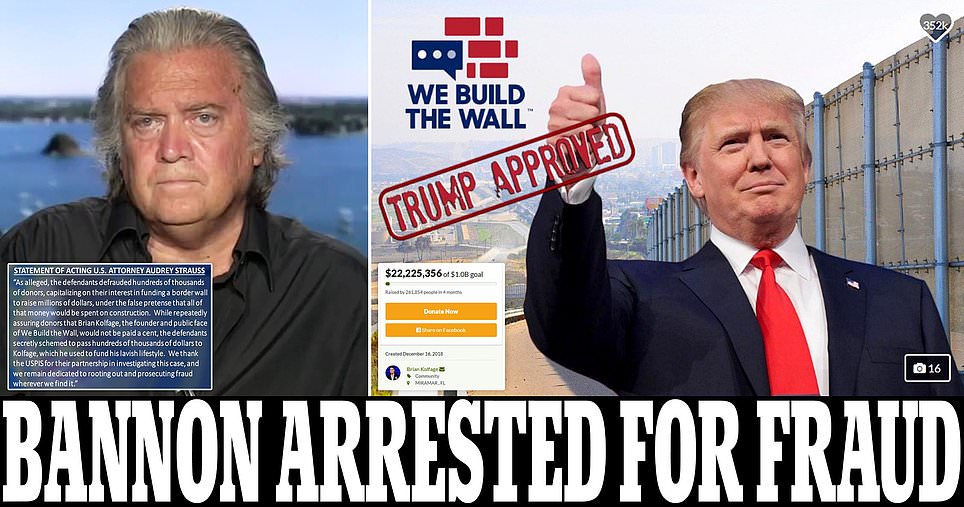 352k
WE BUILD
THE WALL™
TRUMP APPROVED
STATEMENT OF ACTING U.S. ATTORNEY AUDREY STRAUSS
"As alleged, the defendants defrauded hundreds of thousands
of donors, capitalizing on their interest in funding a border wall
to raise millions of dollars, under the false pretense that all of
that money would be spent on construction. While repeatedly
assuring donors that Brian Kolfage, the founder and public face
of We Build the Wall, would not be paid a cent, the defendants
secretly schemed to pass hundreds of thousands of dollars to
Kolfage, which he used to fund his lavish lifestyle. We thank
the USPIS for their partnership in investigating this case, and
we remain dedicated to rooting out and prosecuting fraud
wherever we find it."
$22,225,356 of $1.0B goal
Raised by 261,054 people in 4 months
Donate Now
Share on Facebook
Created December 16, 2018
Brian Kolfage
Community
MIRAMAR, FL
16
BANNON ARRESTED FOR FRAUD